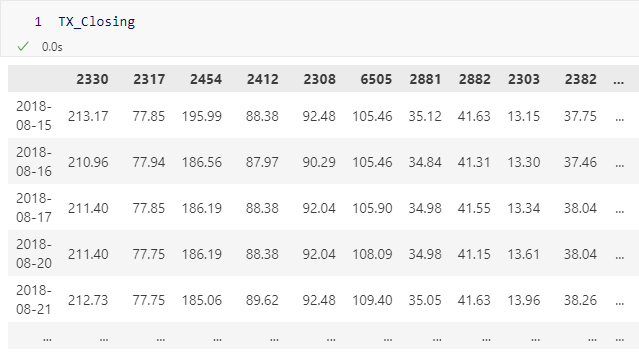 1 TX_Closing
✓ 0.0s
2330 2317 2454 2412 2308 6505 2881 2882 2303 2382 ...
2018-
08-15 213.17 77.85 195.99 88.38 92.48 105.46 35.12 41.63 13.15 37.75 ...
2018-
08-16 210.96 77.94 186.56 87.97 90.29 105.46 34.84 41.31 13.30 37.46 ...
2018-
08-17 211.40 77.85 186.19 88.38 92.04 105.90 34.98 41.55 13.34 38.04 ...
2018-
08-20 211.40 77.75 186.19 88.38 92.04 108.09 34.98 41.15 13.61 38.04 ...
2018-
08-21 212.73 77.75 185.06 89.62 92.48 109.40 35.05 41.63 13.96 38.26 ...
... ... ... ... ... ... ... ... ... ... ... ...